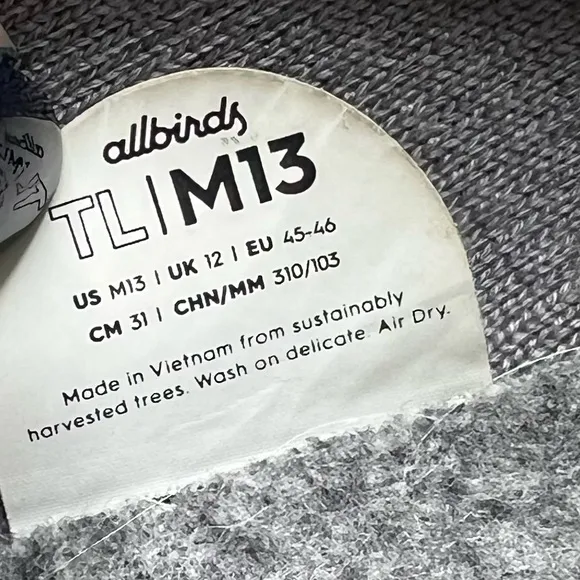 allbirds
TL|M13
US M13 | UK 12 | EU 45-46
CM 31 | CHN/MM 310/103
Made in Vietnam from sustainably
harvested trees. Wash on delicate. Air Dry.